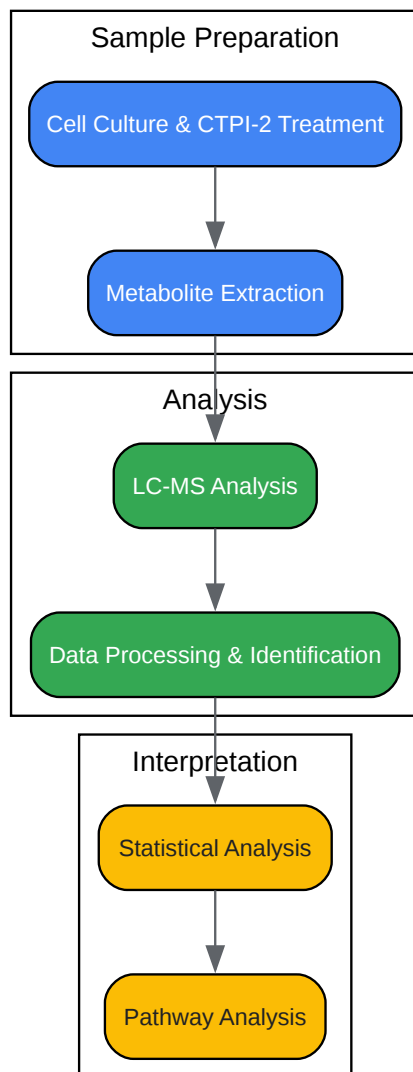 Sample Preparation
Cell Culture & CTPI-2 Treatment
Metabolite Extraction
Analysis
LC-MS Analysis
Data Processing & Identification
Interpretation
Statistical Analysis
Pathway Analysis